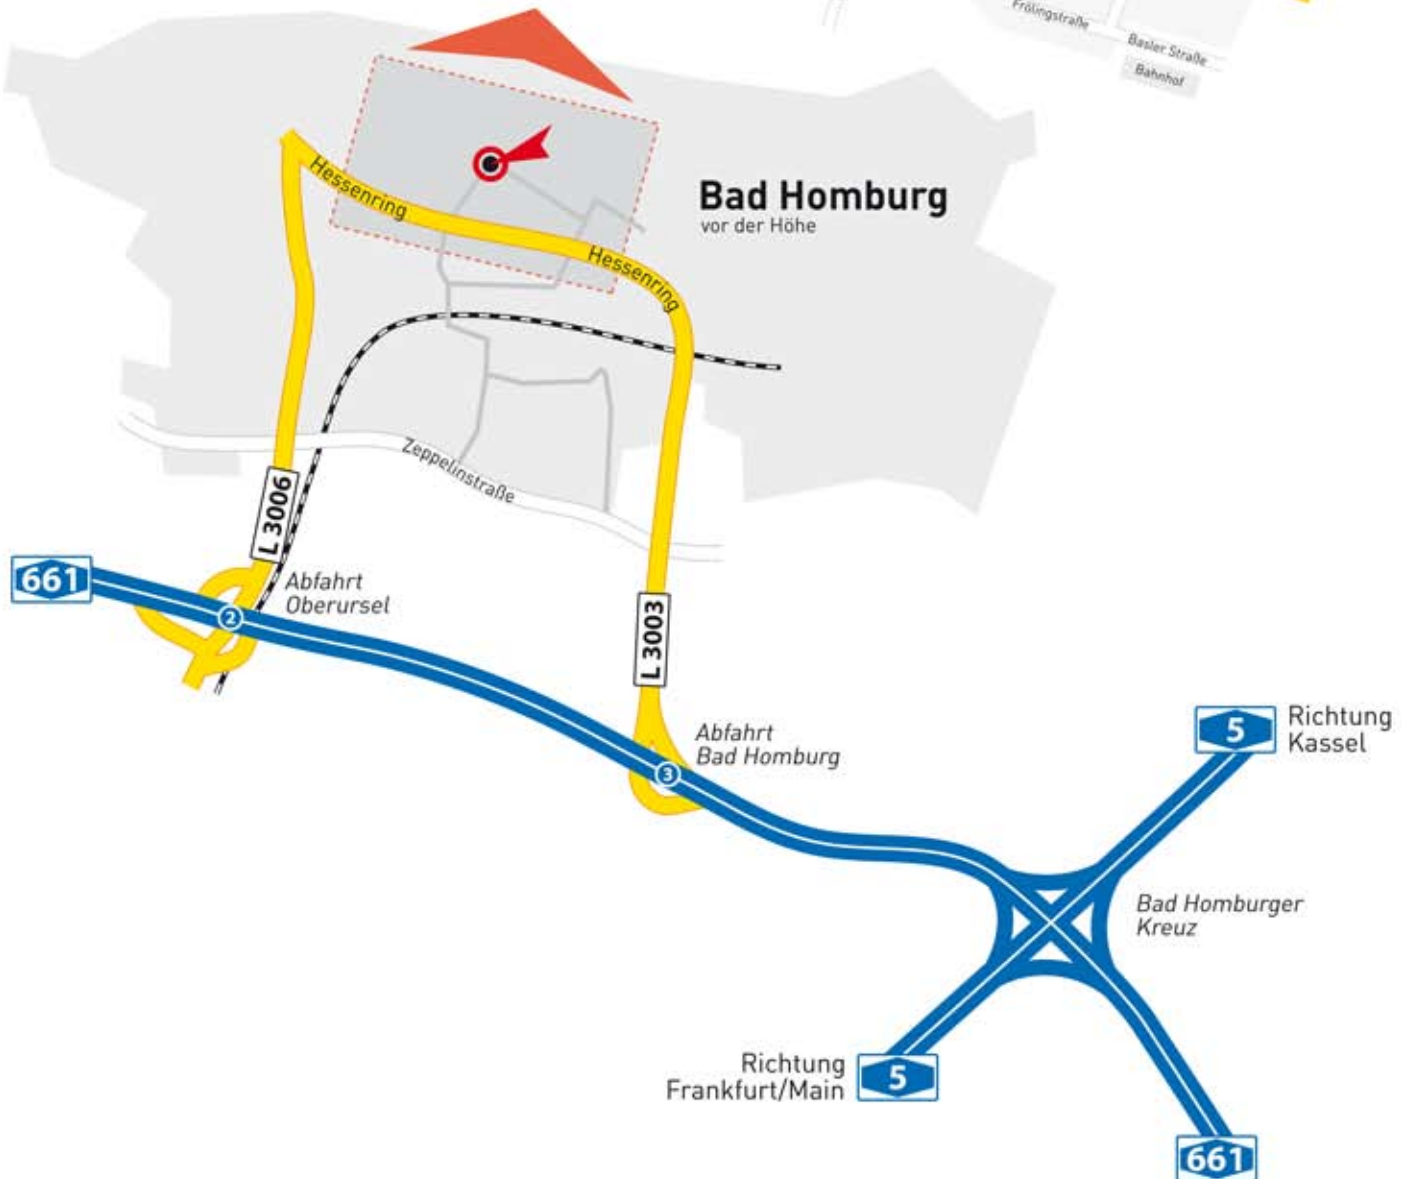 Frölingstraße
Basler Straße
Bahnhof
Hessenring
Bad Homburg
vor der Höhe
Hessenring
Zeppelinstraße
L 3006
661
Abfahrt
Oberursel
2
L 3003
Abfahrt
Bad Homburg
3
5
Richtung
Kassel
Bad Homburger
Kreuz
Richtung
Frankfurt/Main
5
661